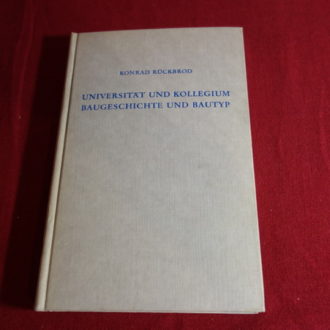 KONRAD RÜCKBROD
UNIVERSITÄT UND KOLLEGIUM
BAUGESCHICHTE UND BAUTYP